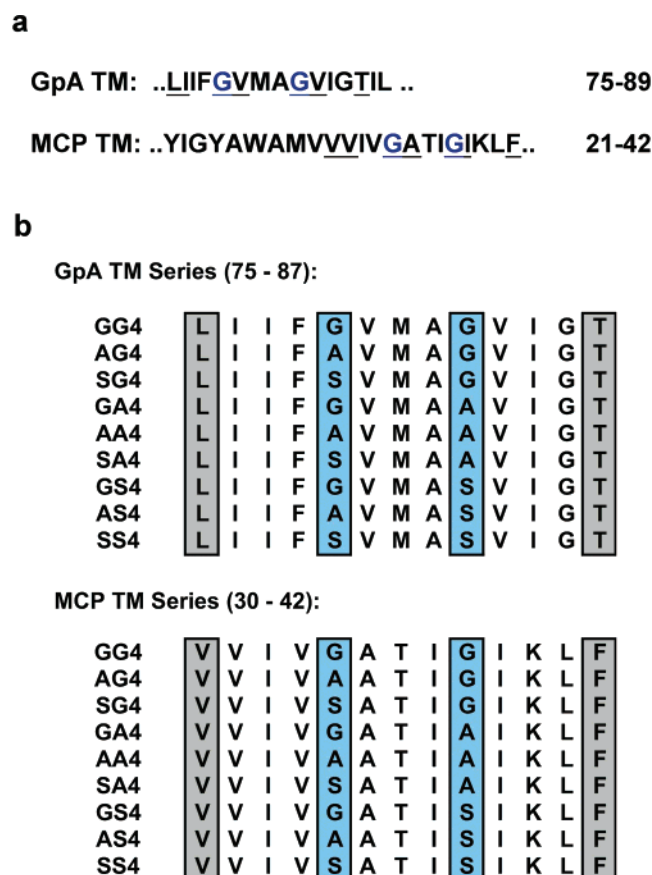 a
GpA TM: ..LIIFGVMAGVIGTIL .. 75-89
MCP TM: ..YIGYAWAMVVVIVGATIGIKLF.. 21-42
b
GpA TM Series (75 - 87):
GG4 L I I F G V M A G V I G T
AG4 L I I F A V M A G V I G T
SG4 L I I F S V M A G V I G T
GA4 L I I F G V M A A V I G T
AA4 L I I F A V M A A V I G T
SA4 L I I F S V M A A V I G T
GS4 L I I F G V M A S V I G T
AS4 L I I F A V M A S V I G T
SS4 L I I F S V M A S V I G T
MCP TM Series (30 - 42):
GG4 V V I V G A T I G I K L F
AG4 V V I V A A T I G I K L F
SG4 V V I V S A T I G I K L F
GA4 V V I V G A T I A I K L F
AA4 V V I V A A T I A I K L F
SA4 V V I V S A T I A I K L F
GS4 V V I V G A T I S I K L F
AS4 V V I V A A T I S I K L F
SS4 V V I V S A T I S I K L F